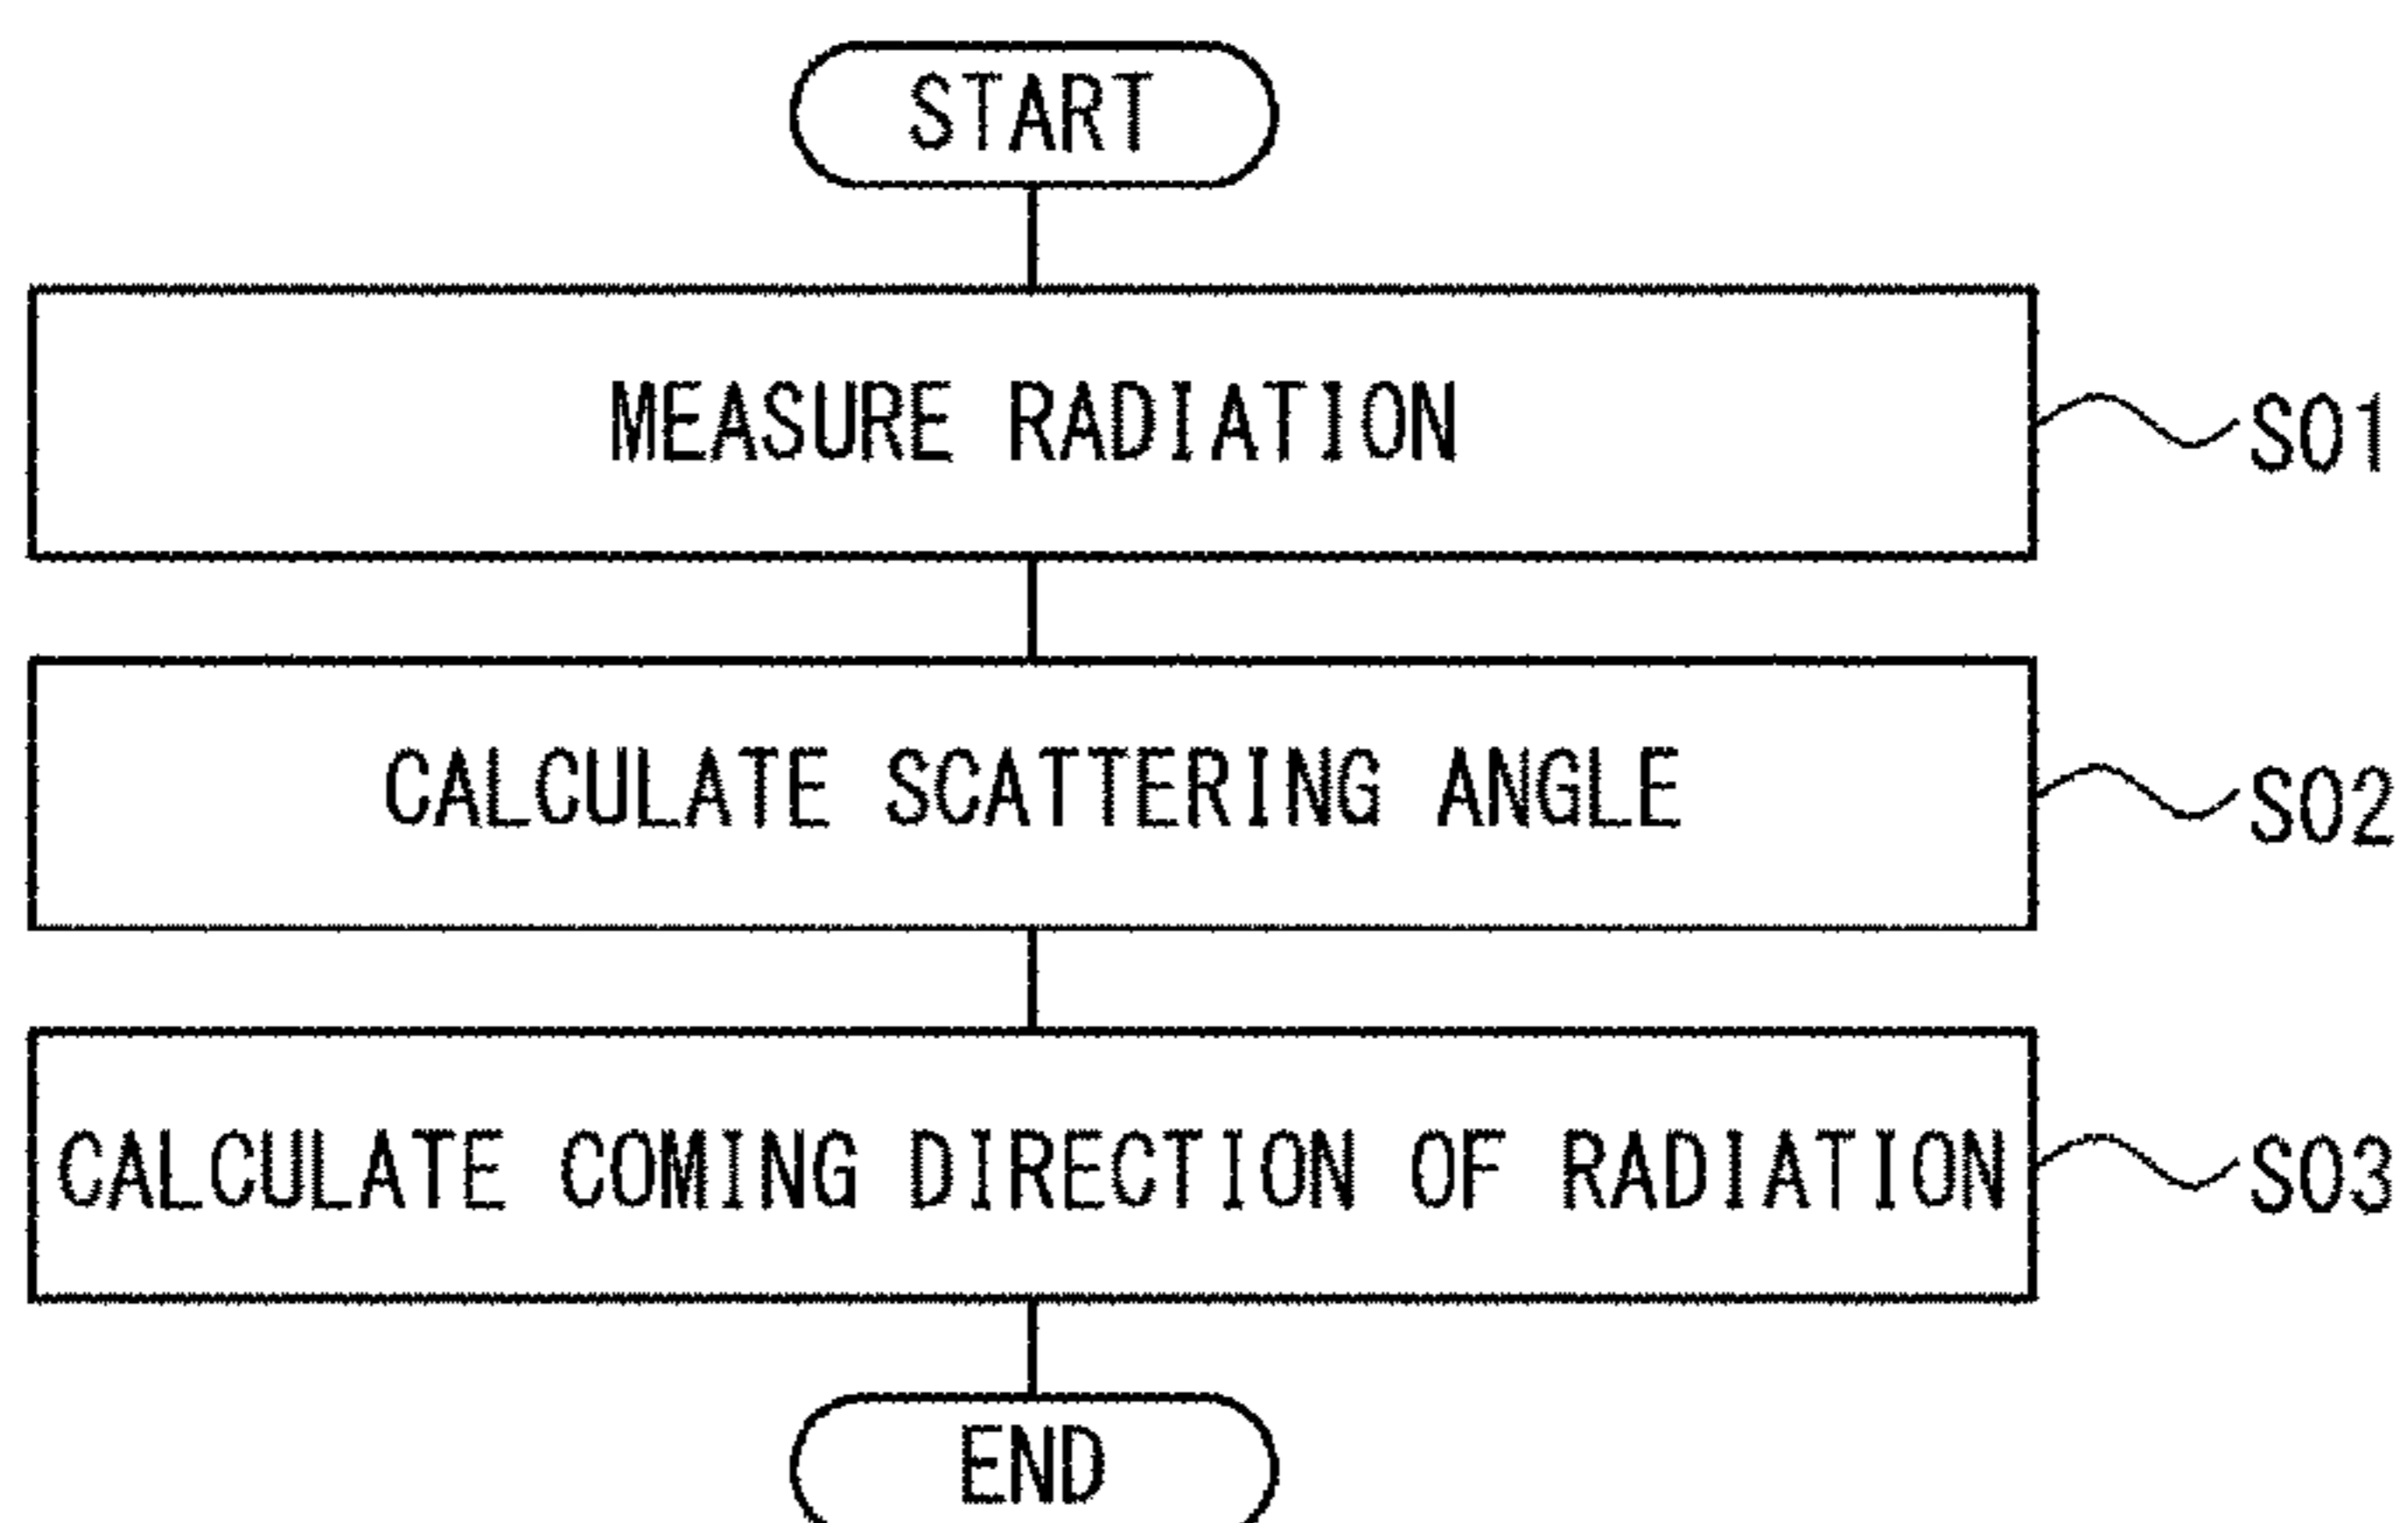 START
MEASURE RADIATION
S01
CALCULATE SCATTERING ANGLE
S02
CALCULATE COMING DIRECTION OF RADIATION
S03
END